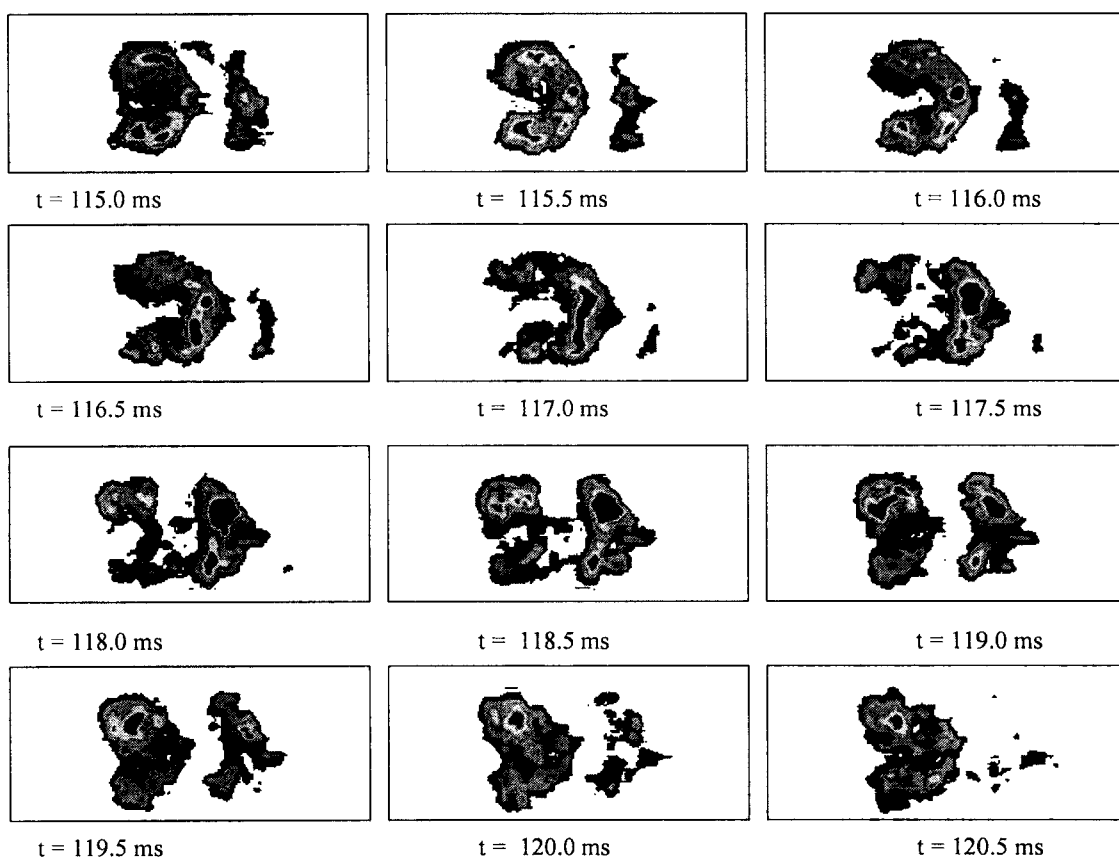 t = 115.0 ms t = 115.5 ms t = 116.0 ms
t = 116.5 ms t = 117.0 ms t = 117.5 ms
t = 118.0 ms t = 118.5 ms t = 119.0 ms
t = 119.5 ms t = 120.0 ms t = 120.5 ms